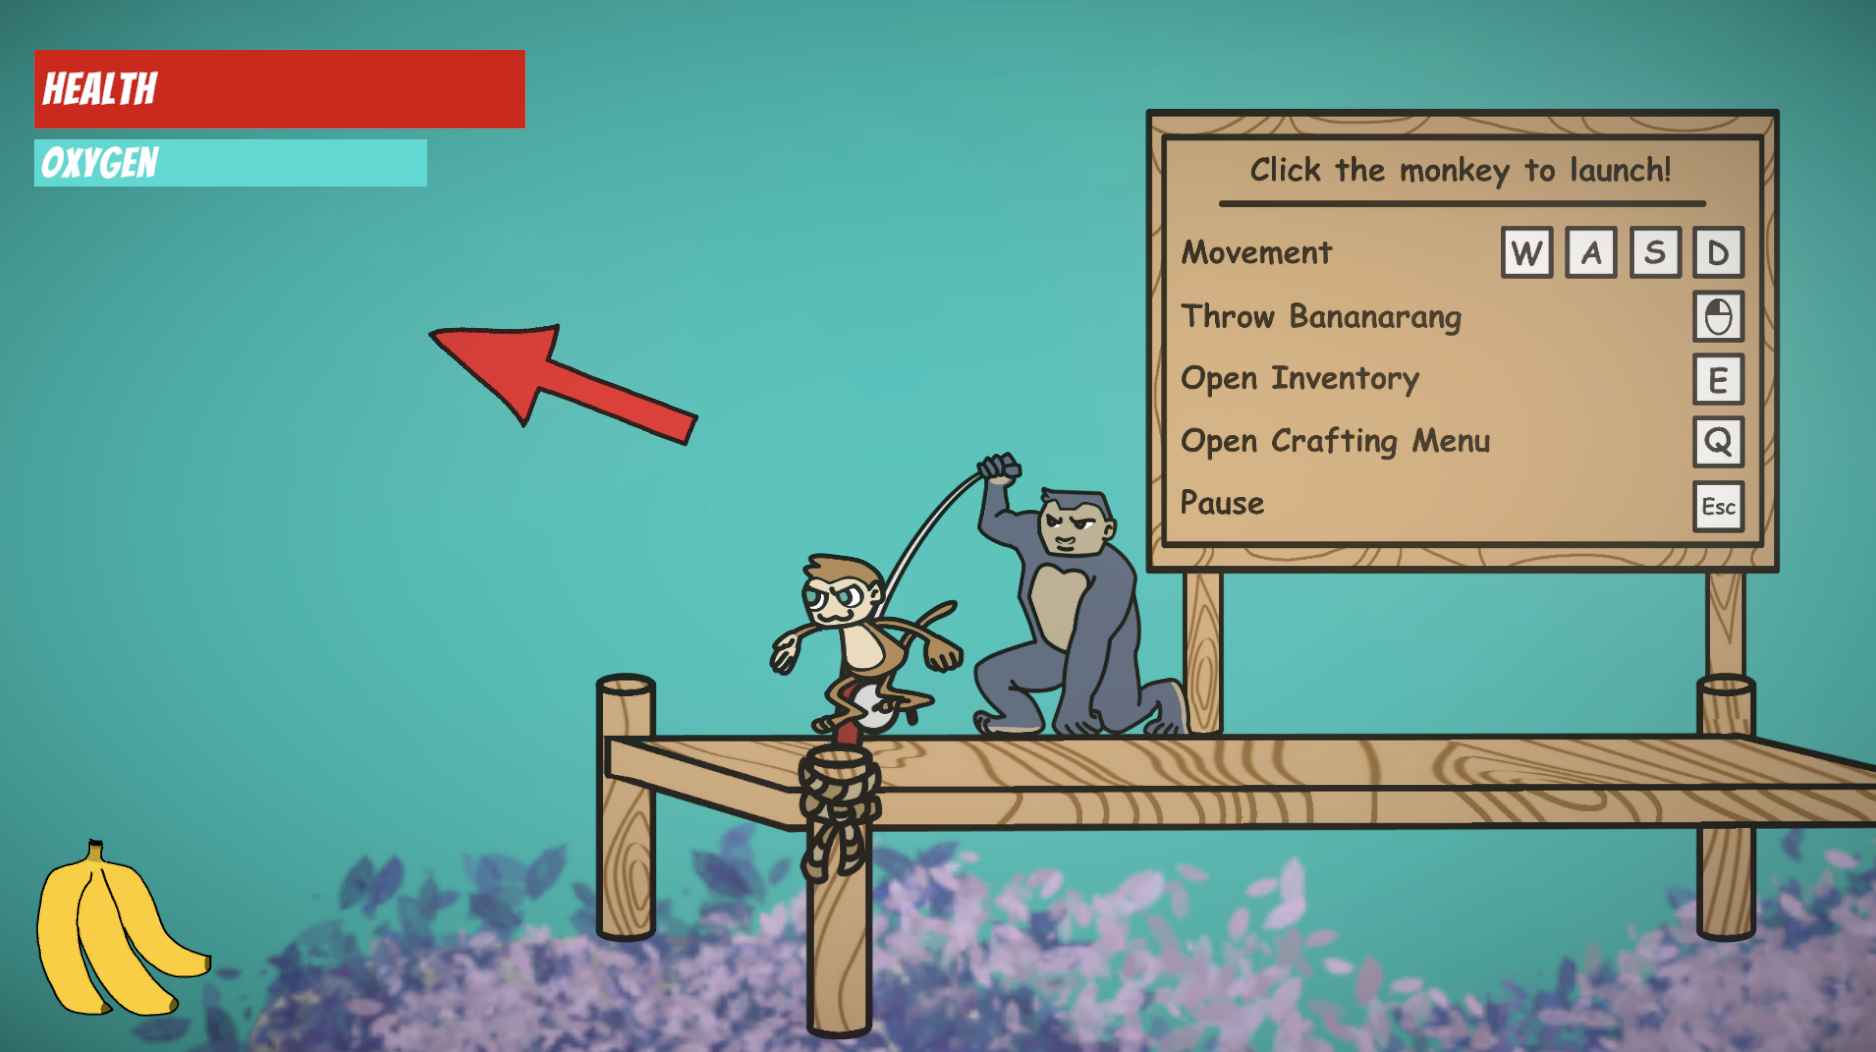 HEALTH
OXYGEN
Click the monkey to launch!
Movement W A S D
Throw Bananarang
Open Inventory E
Open Crafting Menu Q
Pause Esc